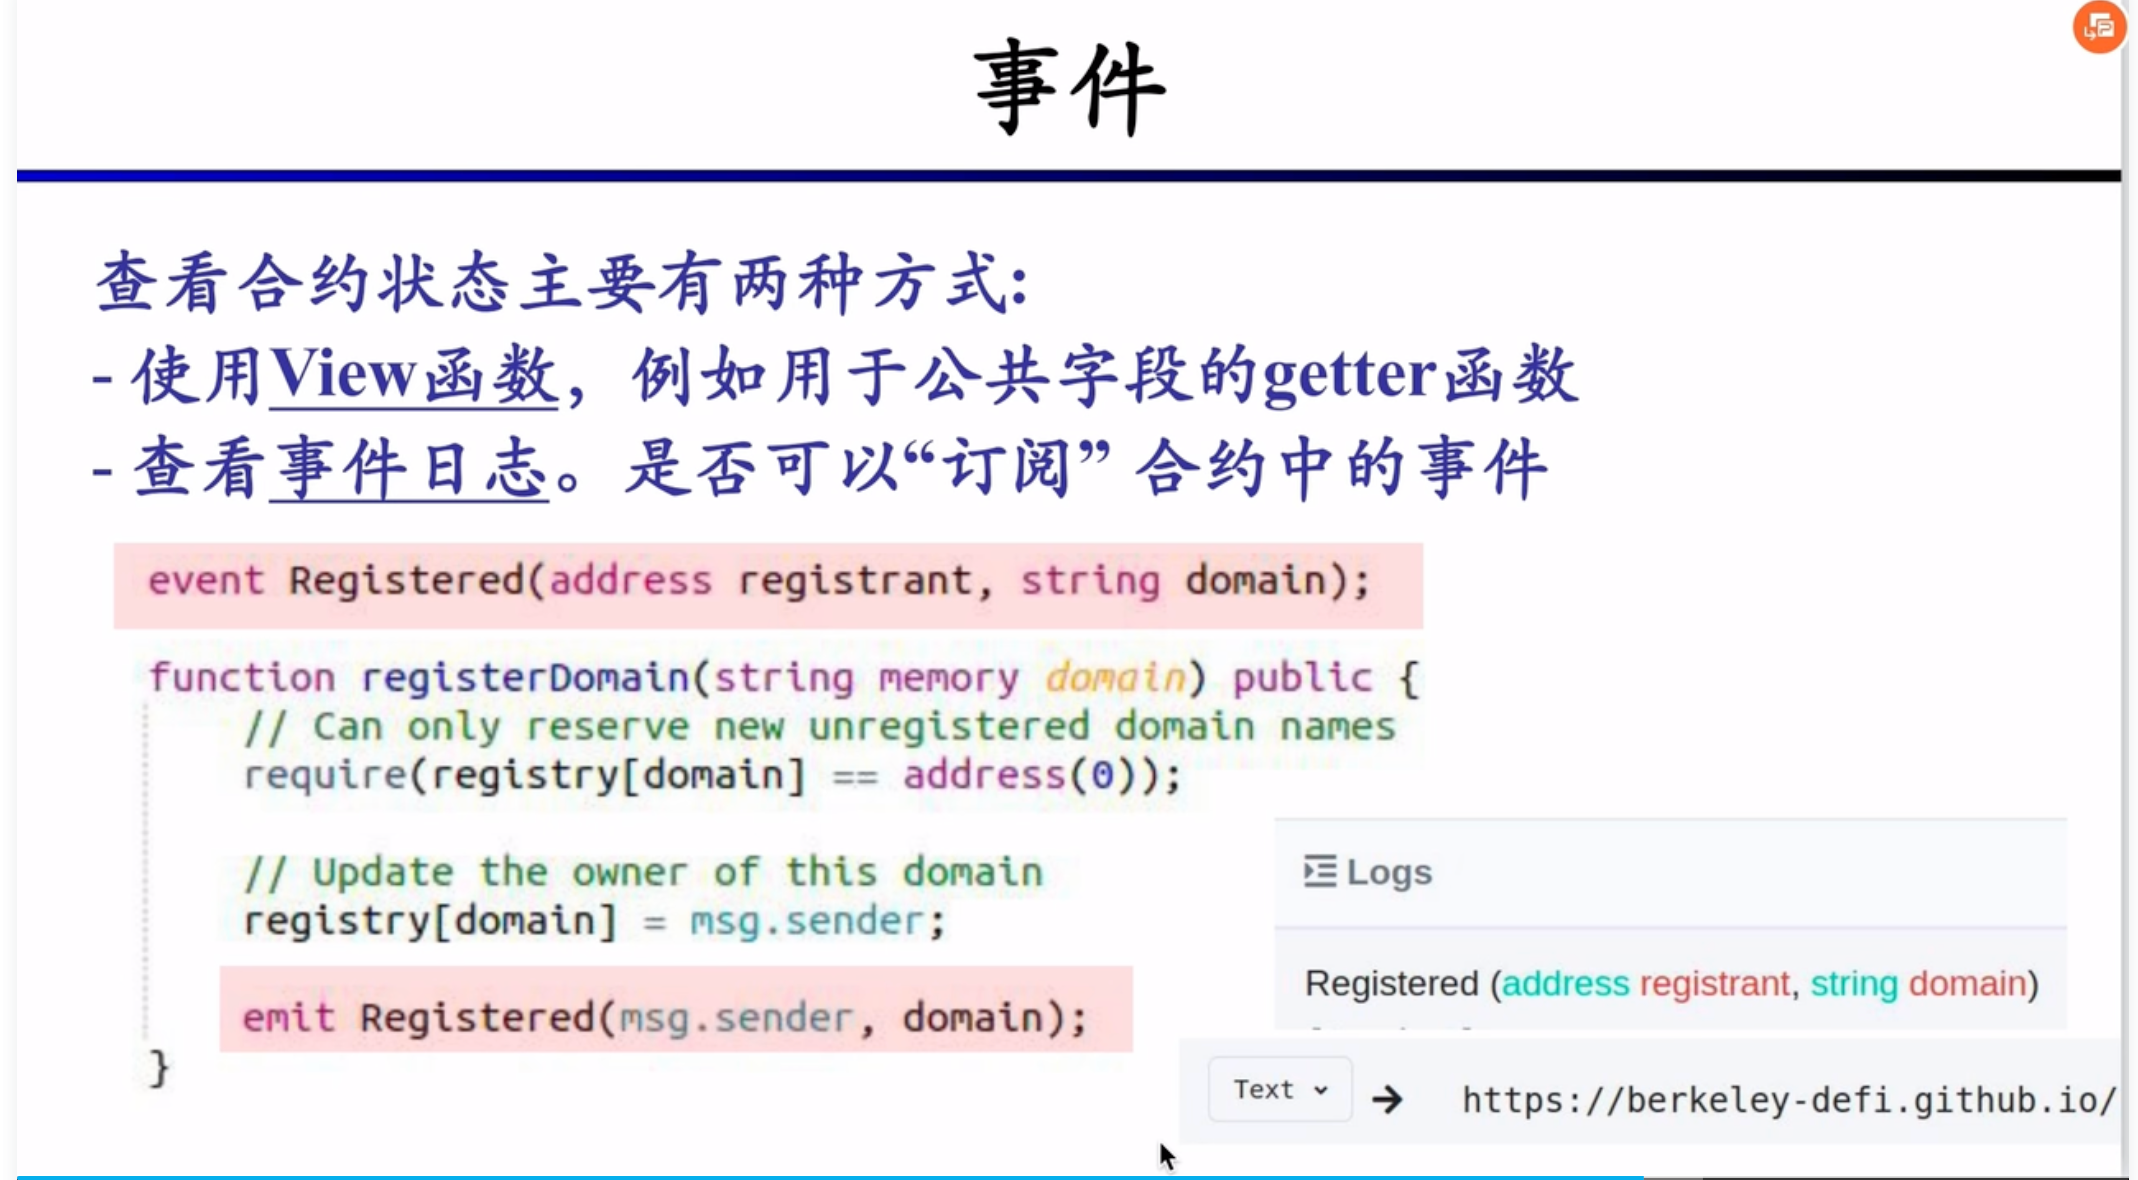 事件
查看合约状态主要有两种方式:
- 使用View函数，例如用于公共字段的getter函数
- 查看事件日志。是否可以“订阅” 合约中的事件
event Registered(address registrant, string domain);
function registerDomain(string memory domain) public {
// Can only reserve new unregistered domain names
require(registry[domain] == address(0));
// Update the owner of this domain
registry[domain] = msg.sender;
emit Registered(msg.sender, domain);
}
Logs
Registered (address registrant, string domain)
Text → https://berkeley-defi.github.io/